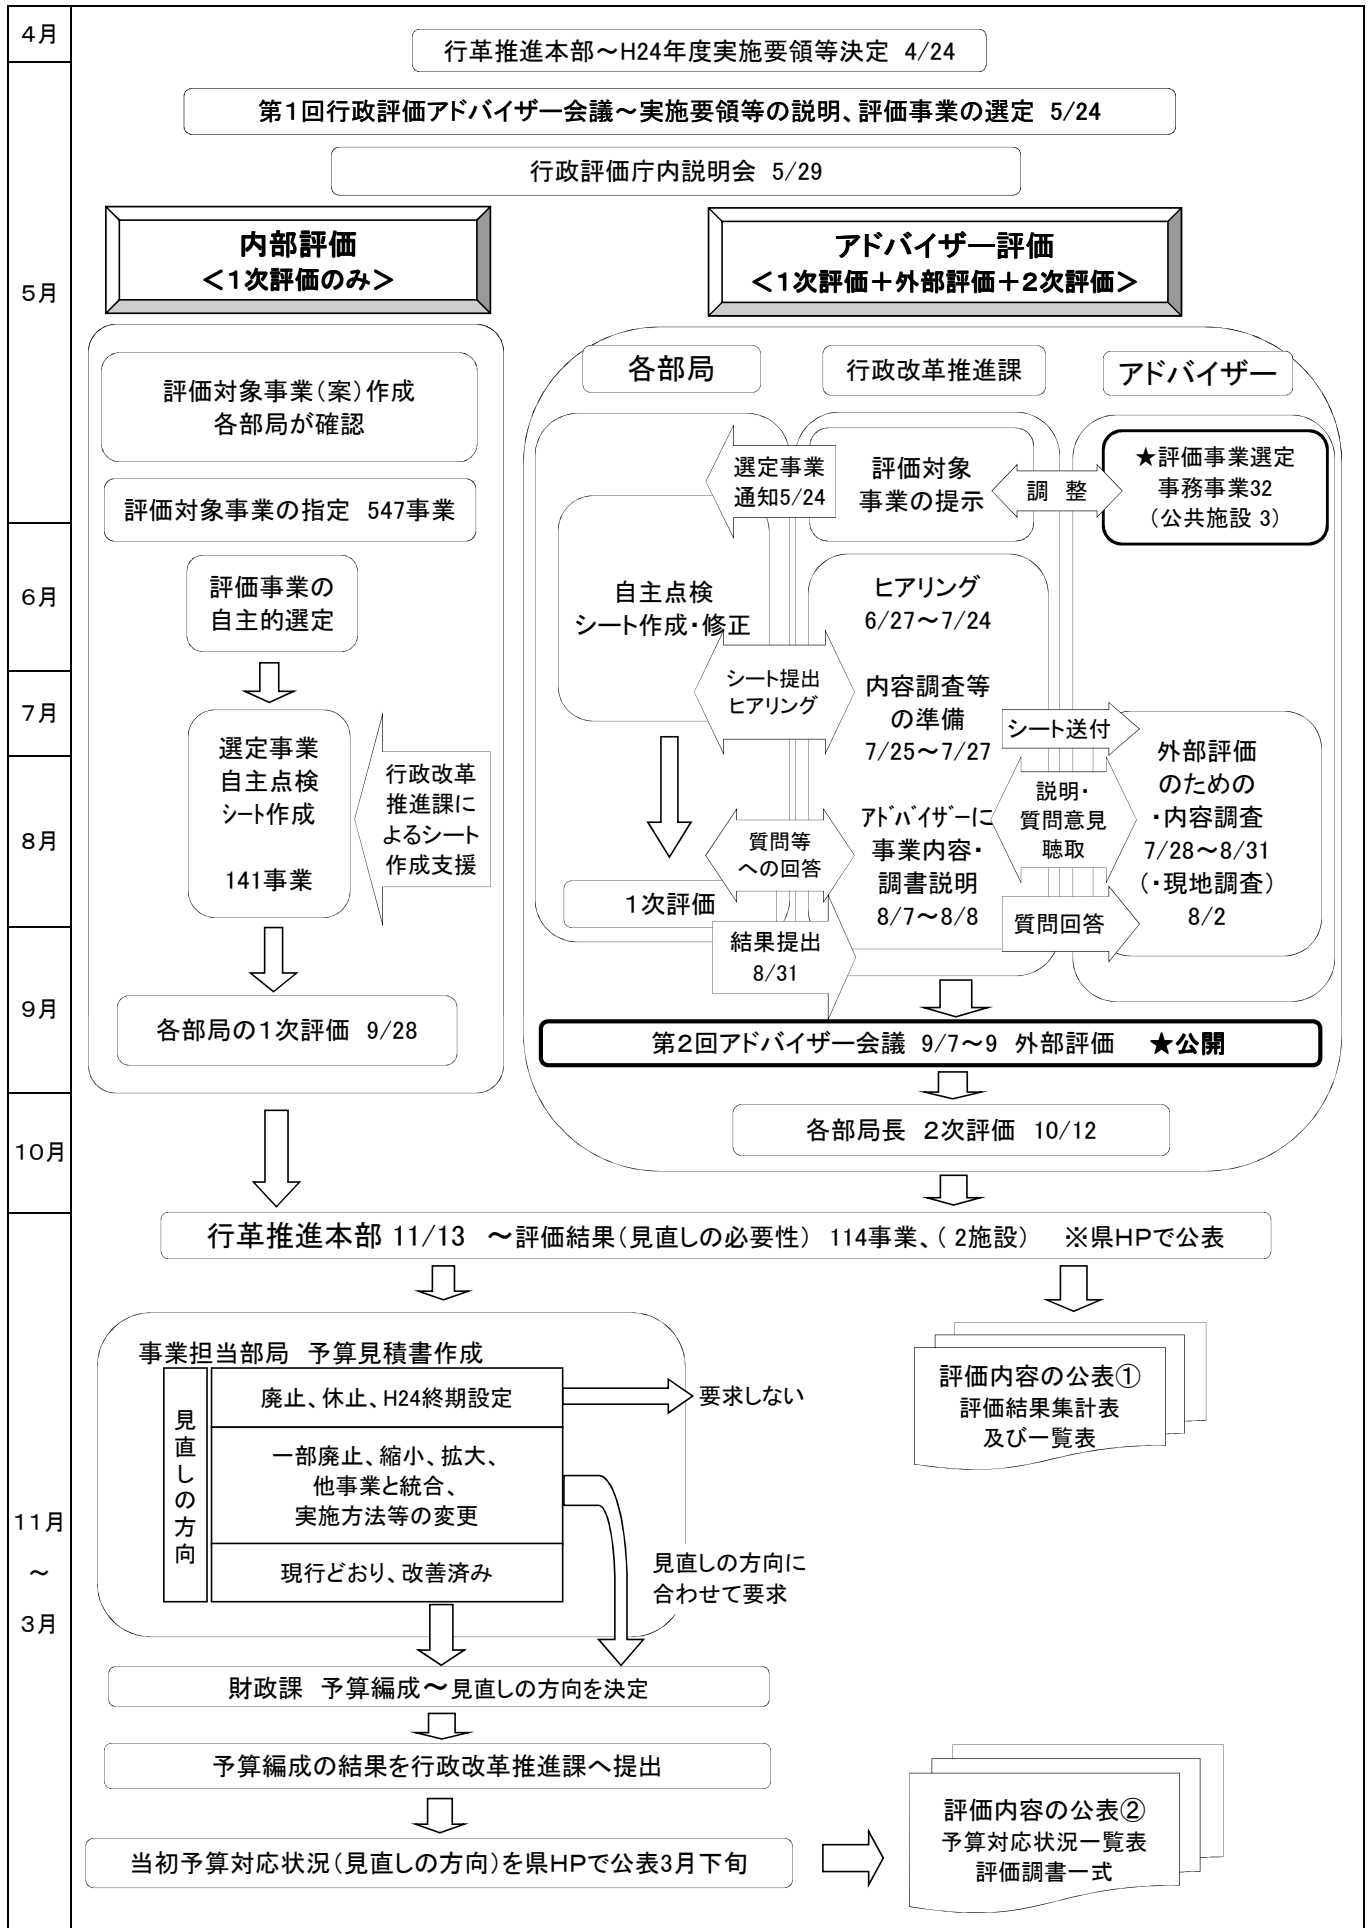 4月
行革推進本部～H24年度実施要領等決定 4/24
第1回行政評価アドバイザー会議～実施要領等の説明、評価事業の選定 5/24
行政評価庁内説明会 5/29
5月
内部評価
＜1次評価のみ＞
アドバイザー評価
＜1次評価＋外部評価＋2次評価＞
評価対象事業（案）作成
各部局が確認
評価対象事業の指定 547事業
各部局
行政改革推進課
アドバイザー
選定事業
通知5/24
評価対象
事業の提示
調 整
★評価事業選定
事務事業32
（公共施設 3）
6月
評価事業の
自主的選定
自主点検
シート作成・修正
ヒアリング
6/27～7/24
7月
シート提出
ヒアリング
内容調査等
の準備
7/25～7/27
シート送付
選定事業
自主点検
シート作成
141事業
行政改革
推進課に
よるシート
作成支援
8月
質問等
への回答
アドバイザーに
事業内容・
調書説明
8/7～8/8
説明・
質問意見
聴取
外部評価
のための
・内容調査
7/28～8/31
（・現地調査）
8/2
1次評価
質問回答
結果提出
8/31
9月
各部局の1次評価 9/28
第2回アドバイザー会議 9/7～9 外部評価 ★公開
10月
各部局長 2次評価 10/12
行革推進本部 11/13 ～評価結果（見直しの必要性） 114事業、（ 2施設） ※県HPで公表
11月
～
3月
事業担当部局 予算見積書作成
見直しの方向
廃止、休止、H24終期設定
要求しない
一部廃止、縮小、拡大、
他事業と統合、
実施方法等の変更
現行どおり、改善済み
見直しの方向に
合わせて要求
評価内容の公表①
評価結果集計表
及び一覧表
財政課 予算編成～見直しの方向を決定
予算編成の結果を行政改革推進課へ提出
当初予算対応状況（見直しの方向）を県HPで公表3月下旬
評価内容の公表②
予算対応状況一覧表
評価調書一式